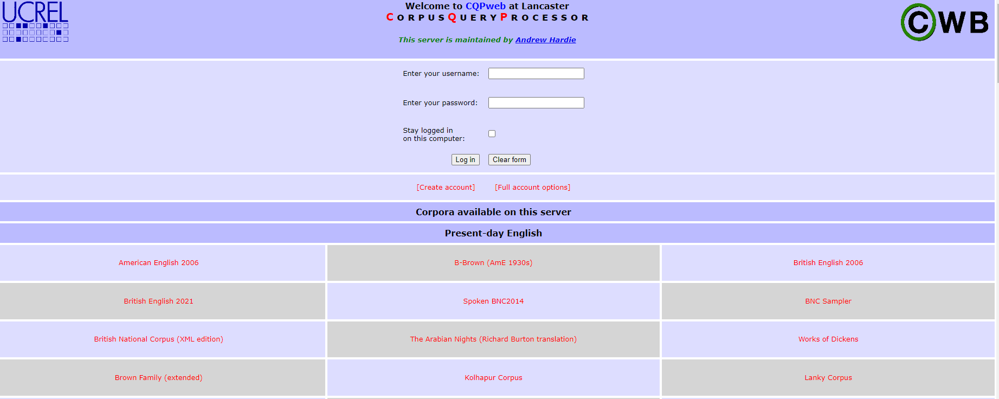 UCREL
Welcome to CQPweb at Lancaster
CORPUSQUERYPROCESSOR
This server is maintained by Andrew Hardie
CWB
Enter your username:
Enter your password:
Stay logged in
on this computer:
Log in Clear form
[Create account] [Full account options]
Corpora available on this server
Present-day English
American English 2006 B-Brown (AmE 1930s) British English 2006
British English 2021 Spoken BNC2014 BNC Sampler
British National Corpus (XML edition) The Arabian Nights (Richard Burton translation) Works of Dickens
Brown Family (extended) Kolhapur Corpus Lanky Corpus